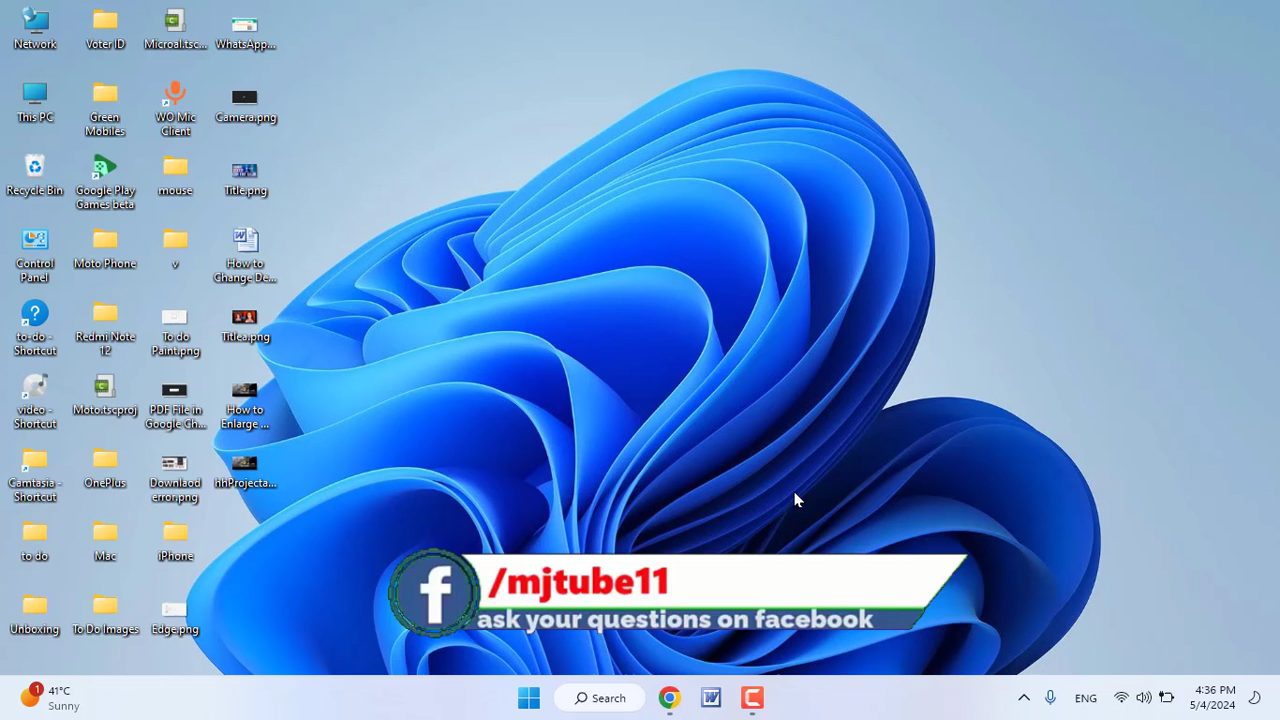 Network
Voter ID
Microal.tsc...
WhatsApp...
This PC
Green
Mobiles
WO Mic
Client
Camera.png
Recycle Bin
Google Play
Games beta
mouse
Title.png
Control
Panel
Moto Phone
v
How to
Change De...
to-do -
Shortcut
Redmi Note
12
To do
Paint.png
Titlea.png
video -
Shortcut
Moto.tscproj
PDF File in
Google Ch...
How to
Enlarge ...
Camtasia -
Shortcut
OnePlus
Downlaod
error.png
hhProjecta...
to do
Mac
iPhone
Unboxing
To Do Images
Edge.png
f
/mjtube11
ask your questions on facebook
1
41°C
Sunny
Search
W
C
ENG
4:36 PM
5/4/2024